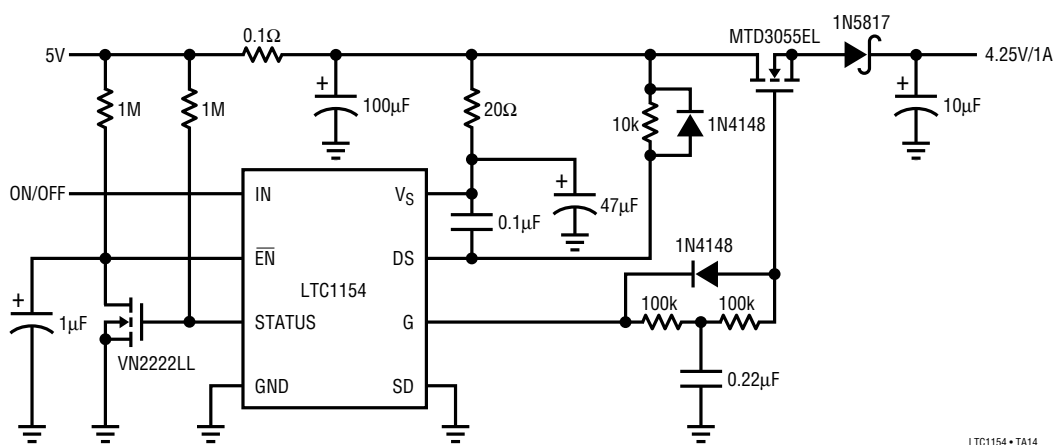 1N5817
MTD3055EL
5V
0.1Ω
4.25V/1A
+
1M
1M
100µF
20Ω
10k
1N4148
+
10µF
ON/OFF
IN
VS
0.1µF
+
47µF
EN
DS
1N4148
LTC1154
+
1µF
STATUS
G
100k
100k
VN2222LL
GND
SD
0.22µF
LTC1154 • TA14